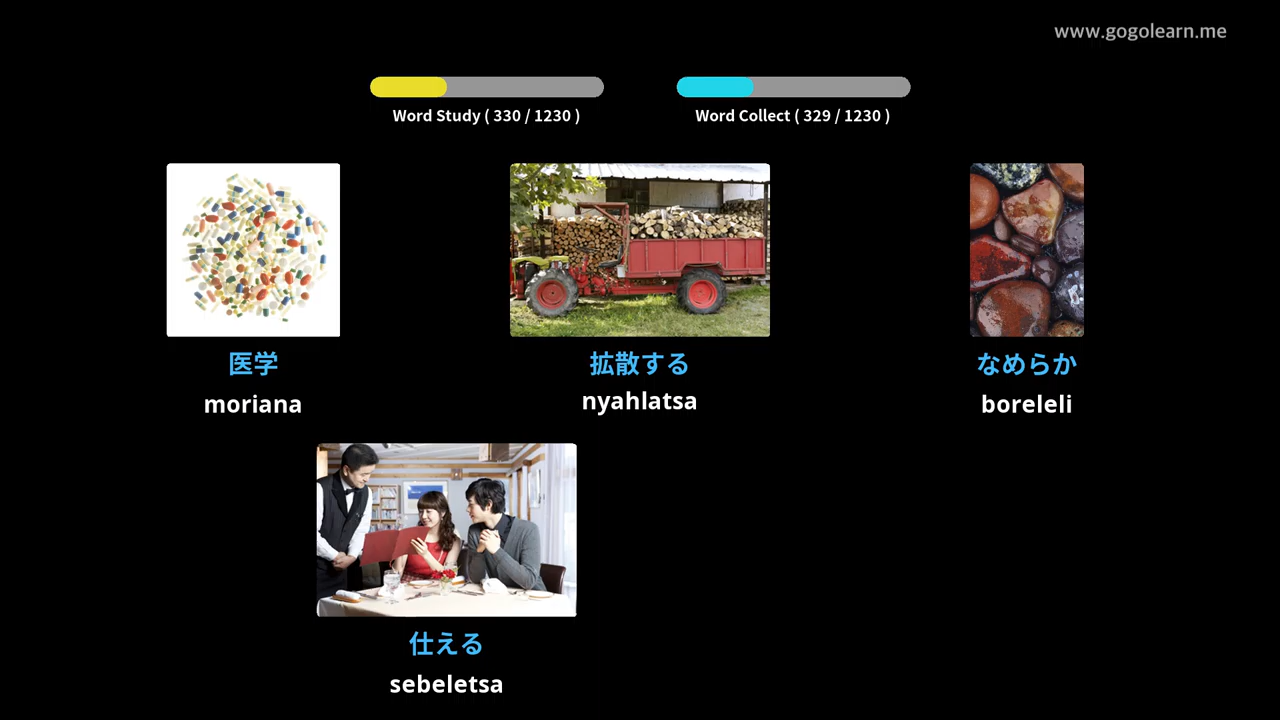 www.gogolearn.me
Word Study ( 330 / 1230 )
Word Collect ( 329 / 1230 )
医学
moriana
拡散する
nyahlatsa
なめらか
boreleli
仕える
sebeletsa